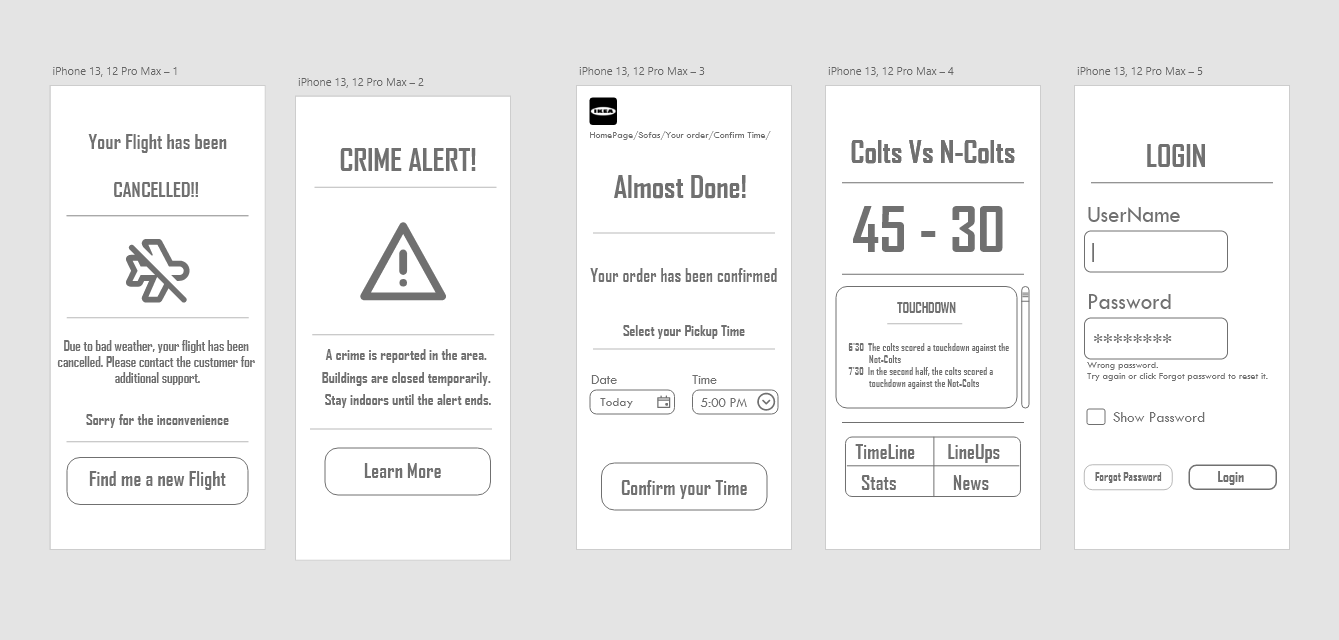 iPhone 13, 12 Pro Max – 1
Your Flight has been
CANCELLED!!
Due to bad weather, your flight has been
cancelled. Please contact the customer for
additional support.
Sorry for the inconvenience
Find me a new Flight
iPhone 13, 12 Pro Max – 2
CRIME ALERT!
A crime is reported in the area.
Buildings are closed temporarily.
Stay indoors until the alert ends.
Learn More
iPhone 13, 12 Pro Max – 3
IKEA
HomePage/Sofas/Your order/Confirm Time/
Almost Done!
Your order has been confirmed
Select your Pickup Time
Date Time
Today 5:00 PM
Confirm your Time
iPhone 13, 12 Pro Max – 4
Colts Vs N-Colts
45 - 30
TOUCHDOWN
6'30 The colts scored a touchdown against the
Not-Colts
7'30 In the second half, the colts scored a
touchdown against the Not-Colts
TimeLine LineUps
Stats News
iPhone 13, 12 Pro Max – 5
LOGIN
UserName
Password
********
Wrong password.
Try again or click Forgot password to reset it.
Show Password
Forgot Password Login